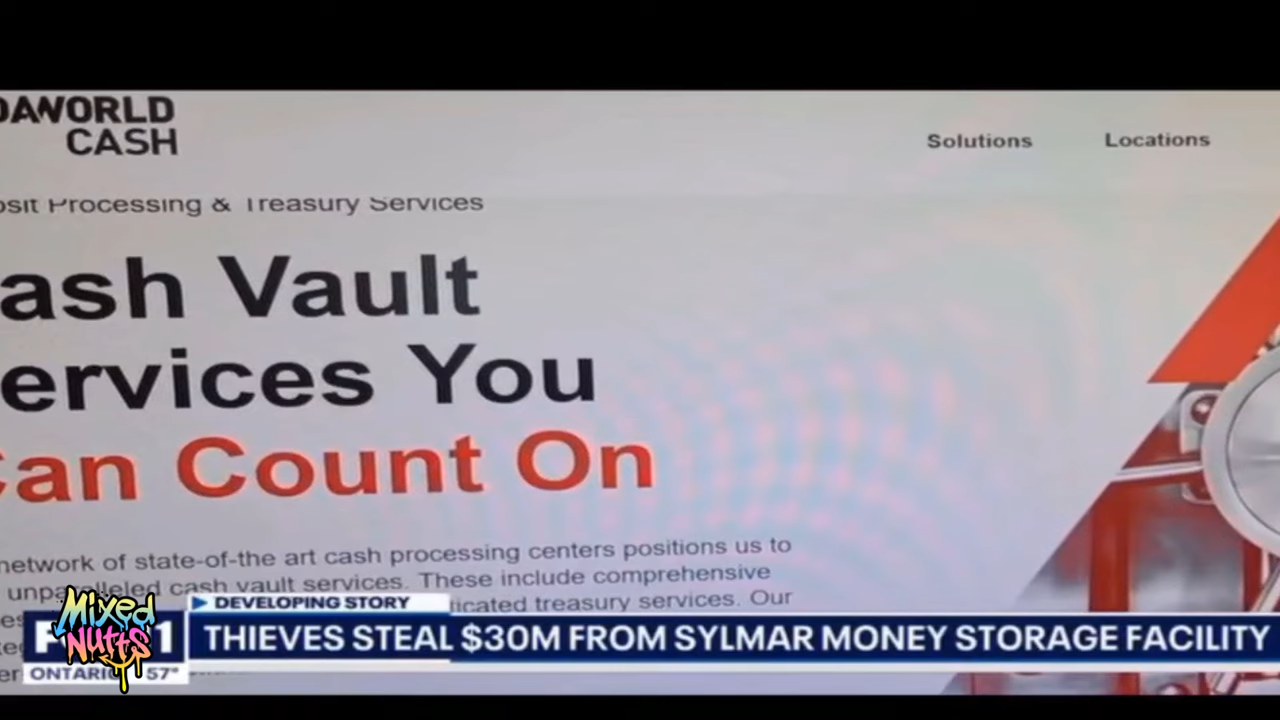 DAWORLD
CASH
Solutions
Locations
osit Processing & Treasury Services
ash Vault
ervices You
Can Count On
network of state-of-the art cash processing centers positions us to
unparalleled cash vault services. These include comprehensive
icated treasury services. Our
DEVELOPING STORY
THIEVES STEAL $30M FROM SYLMAR MONEY STORAGE FACILITY
Mixed
Nutts
ONTARIO 57°